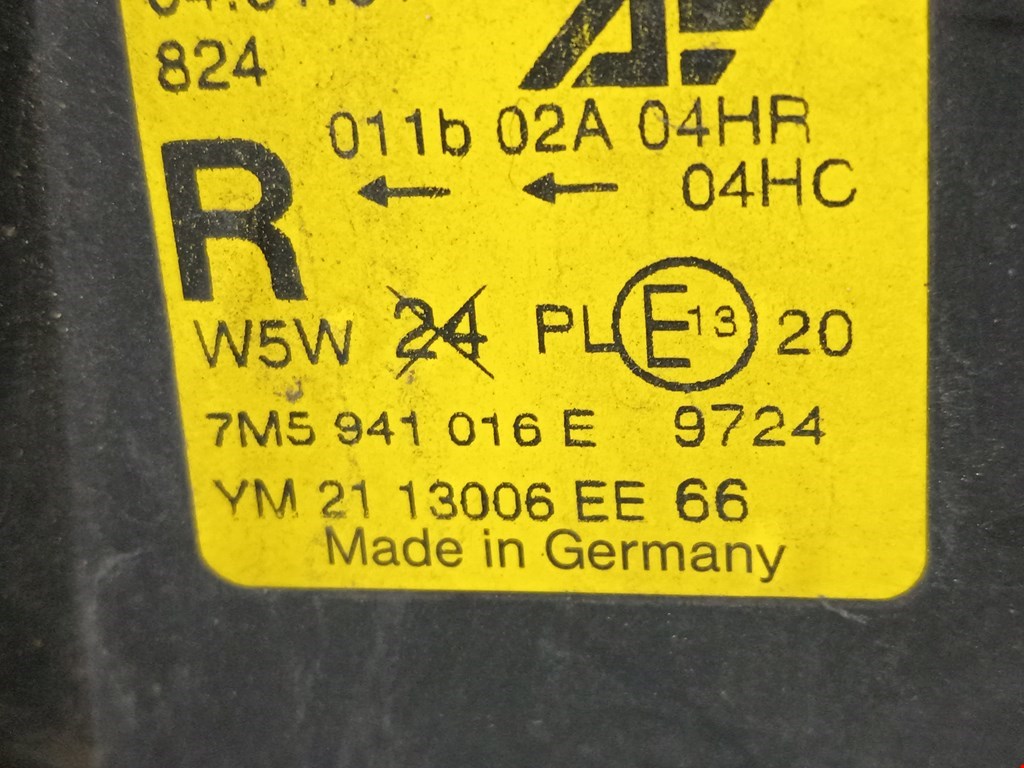 824
011b 02A 04HR
← ← 04HC
R
W5W 24 PL E13 20
7M5 941 016 E 9724
YM 21 13006 EE 66
Made in Germany